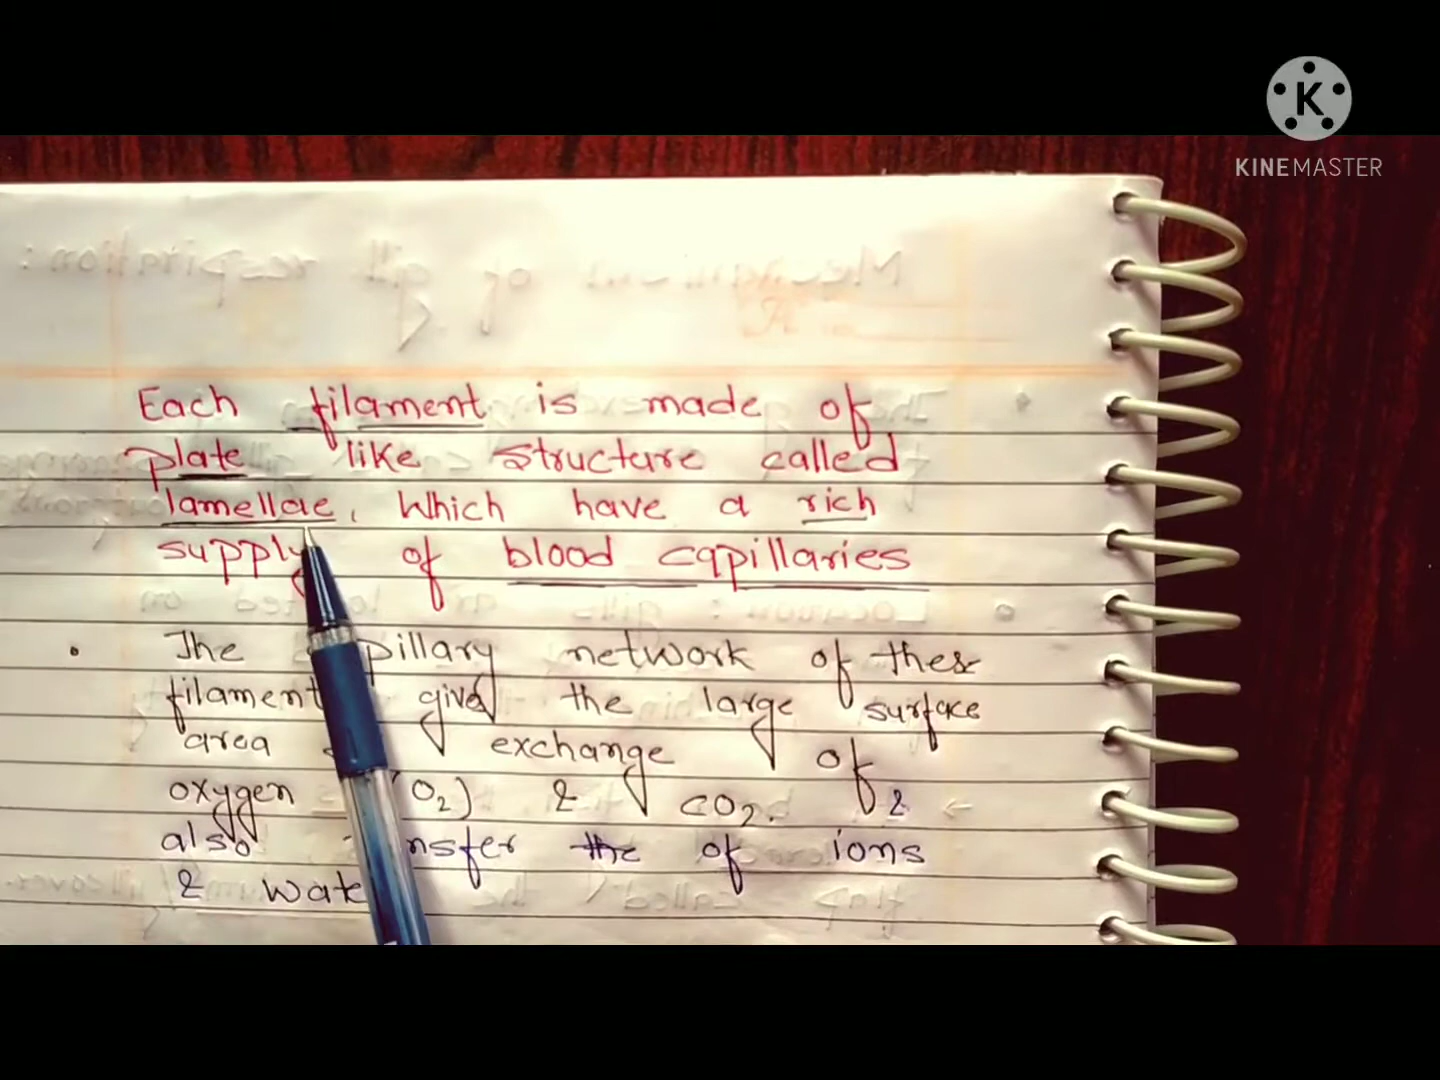 KINEMASTER
Each filament is made of
plate like structure called
lamellae, Which have a rich
supply of blood capillaries
• The pillary network of these
filament give the large surface
area exchange of
oxygen (O₂) & CO₂. &
also nsfer the of ions
& wate